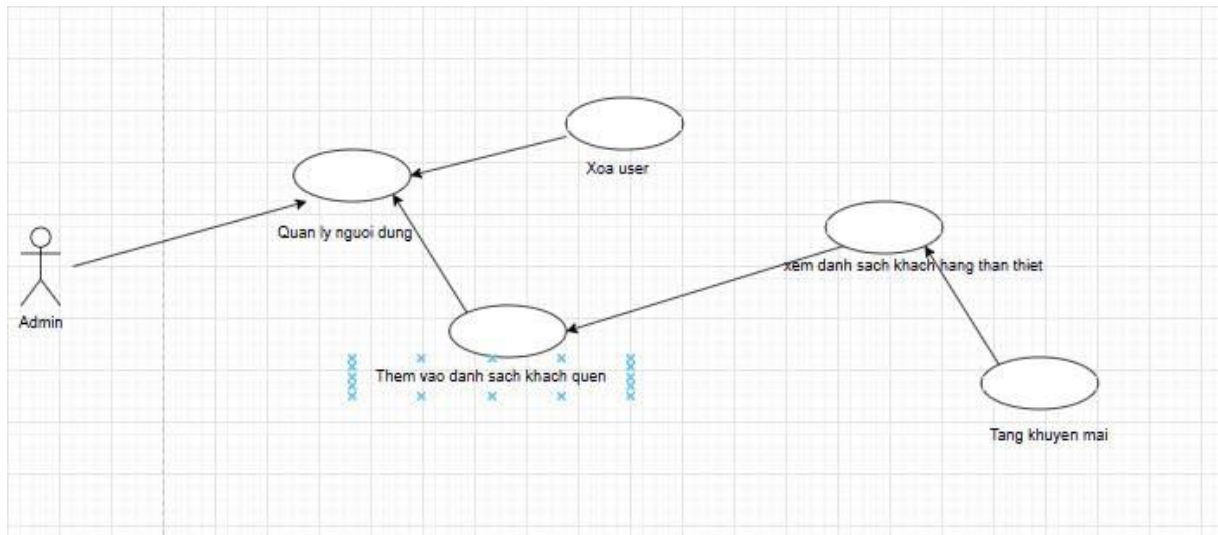 Xoa user
Quan ly nguoi dung
xem danh sach khach hang than thiet
Admin
Them vao danh sach khach quen
Tang khuyen mai